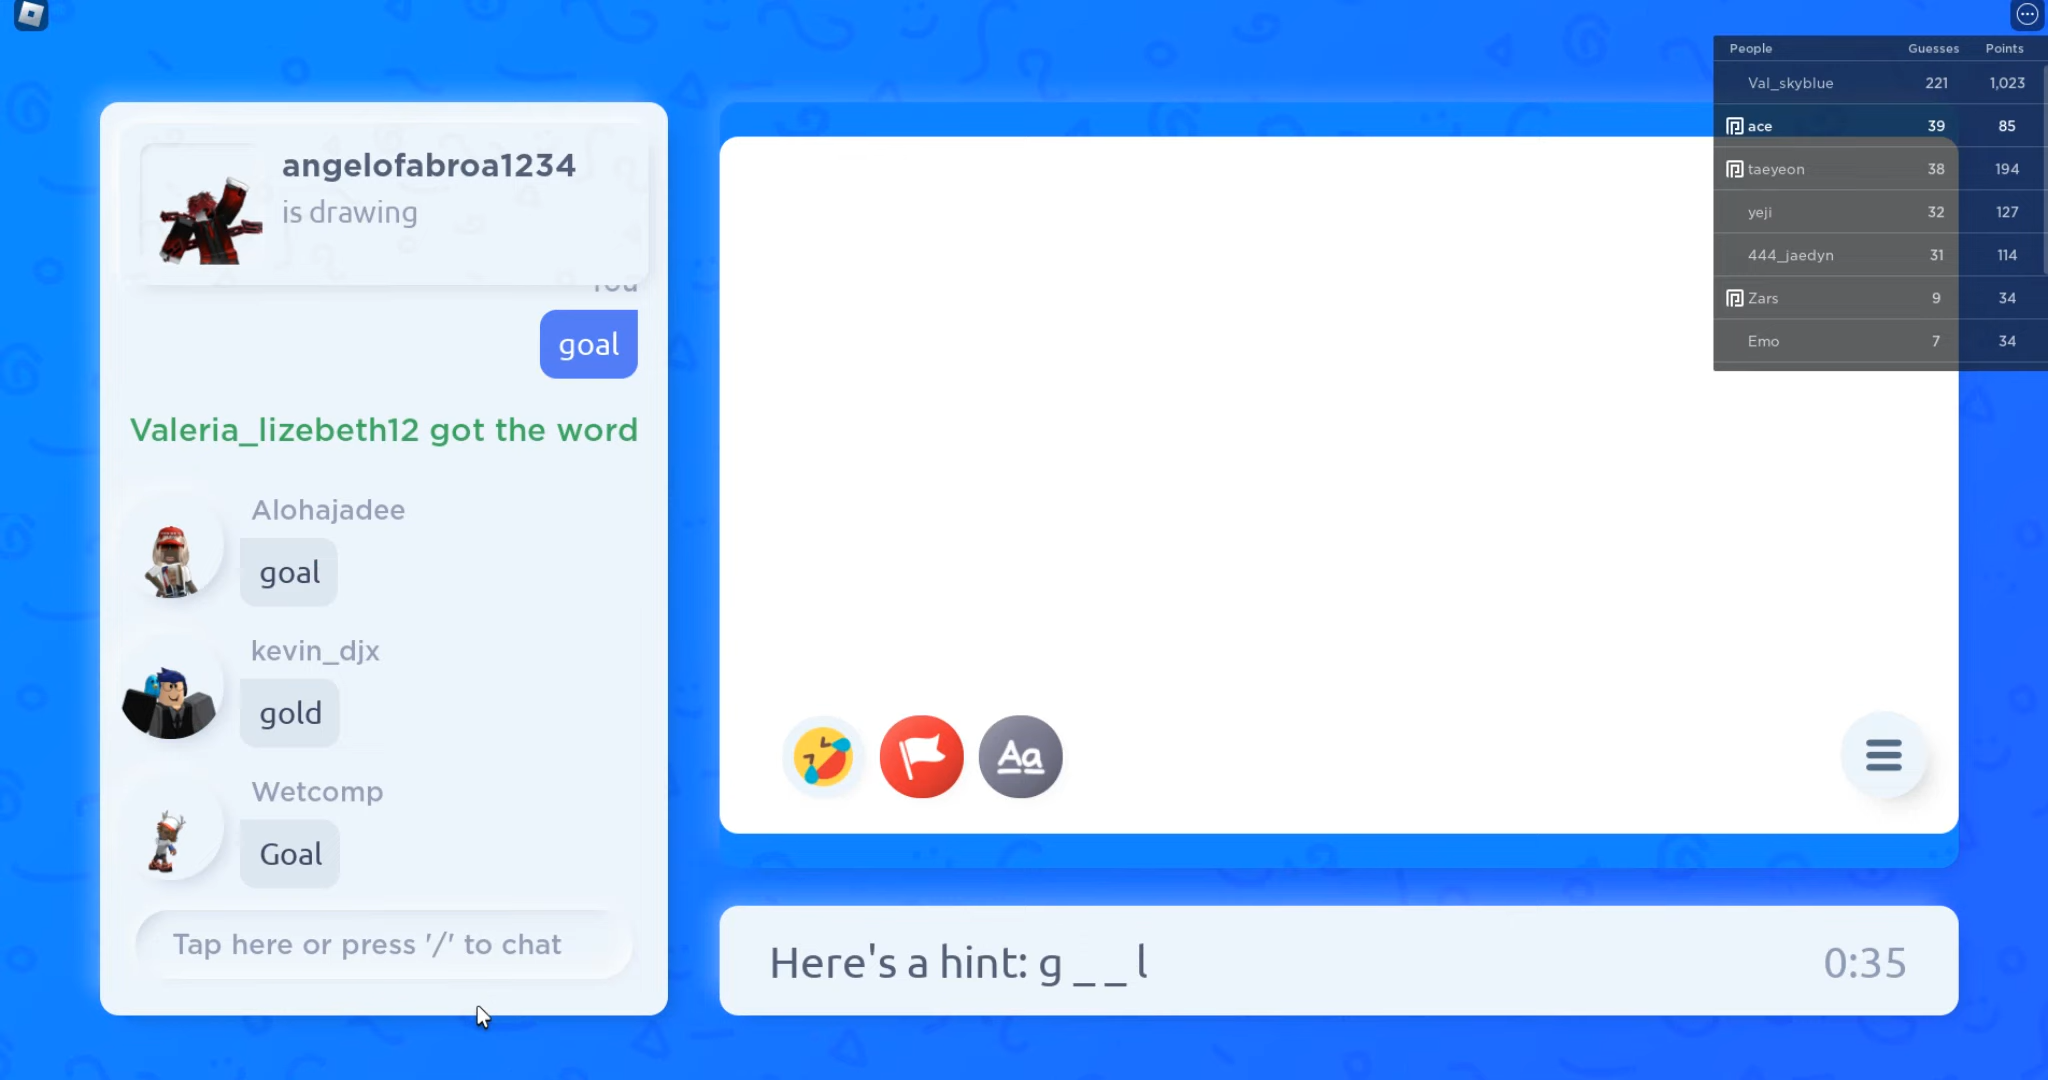 People Guesses Points
Val_skyblue 221 1,023
ace 39 85
taeyeon 38 194
yeji 32 127
444_jaedyn 31 114
Zars 9 34
Emo 7 34
angelofabroa1234
is drawing
You
goal
Valeria_lizebeth12 got the word
Alohajadee
goal
kevin_djx
gold
Wetcomp
Goal
Tap here or press '/' to chat
Aa
Here's a hint: g _ _ l
0:35